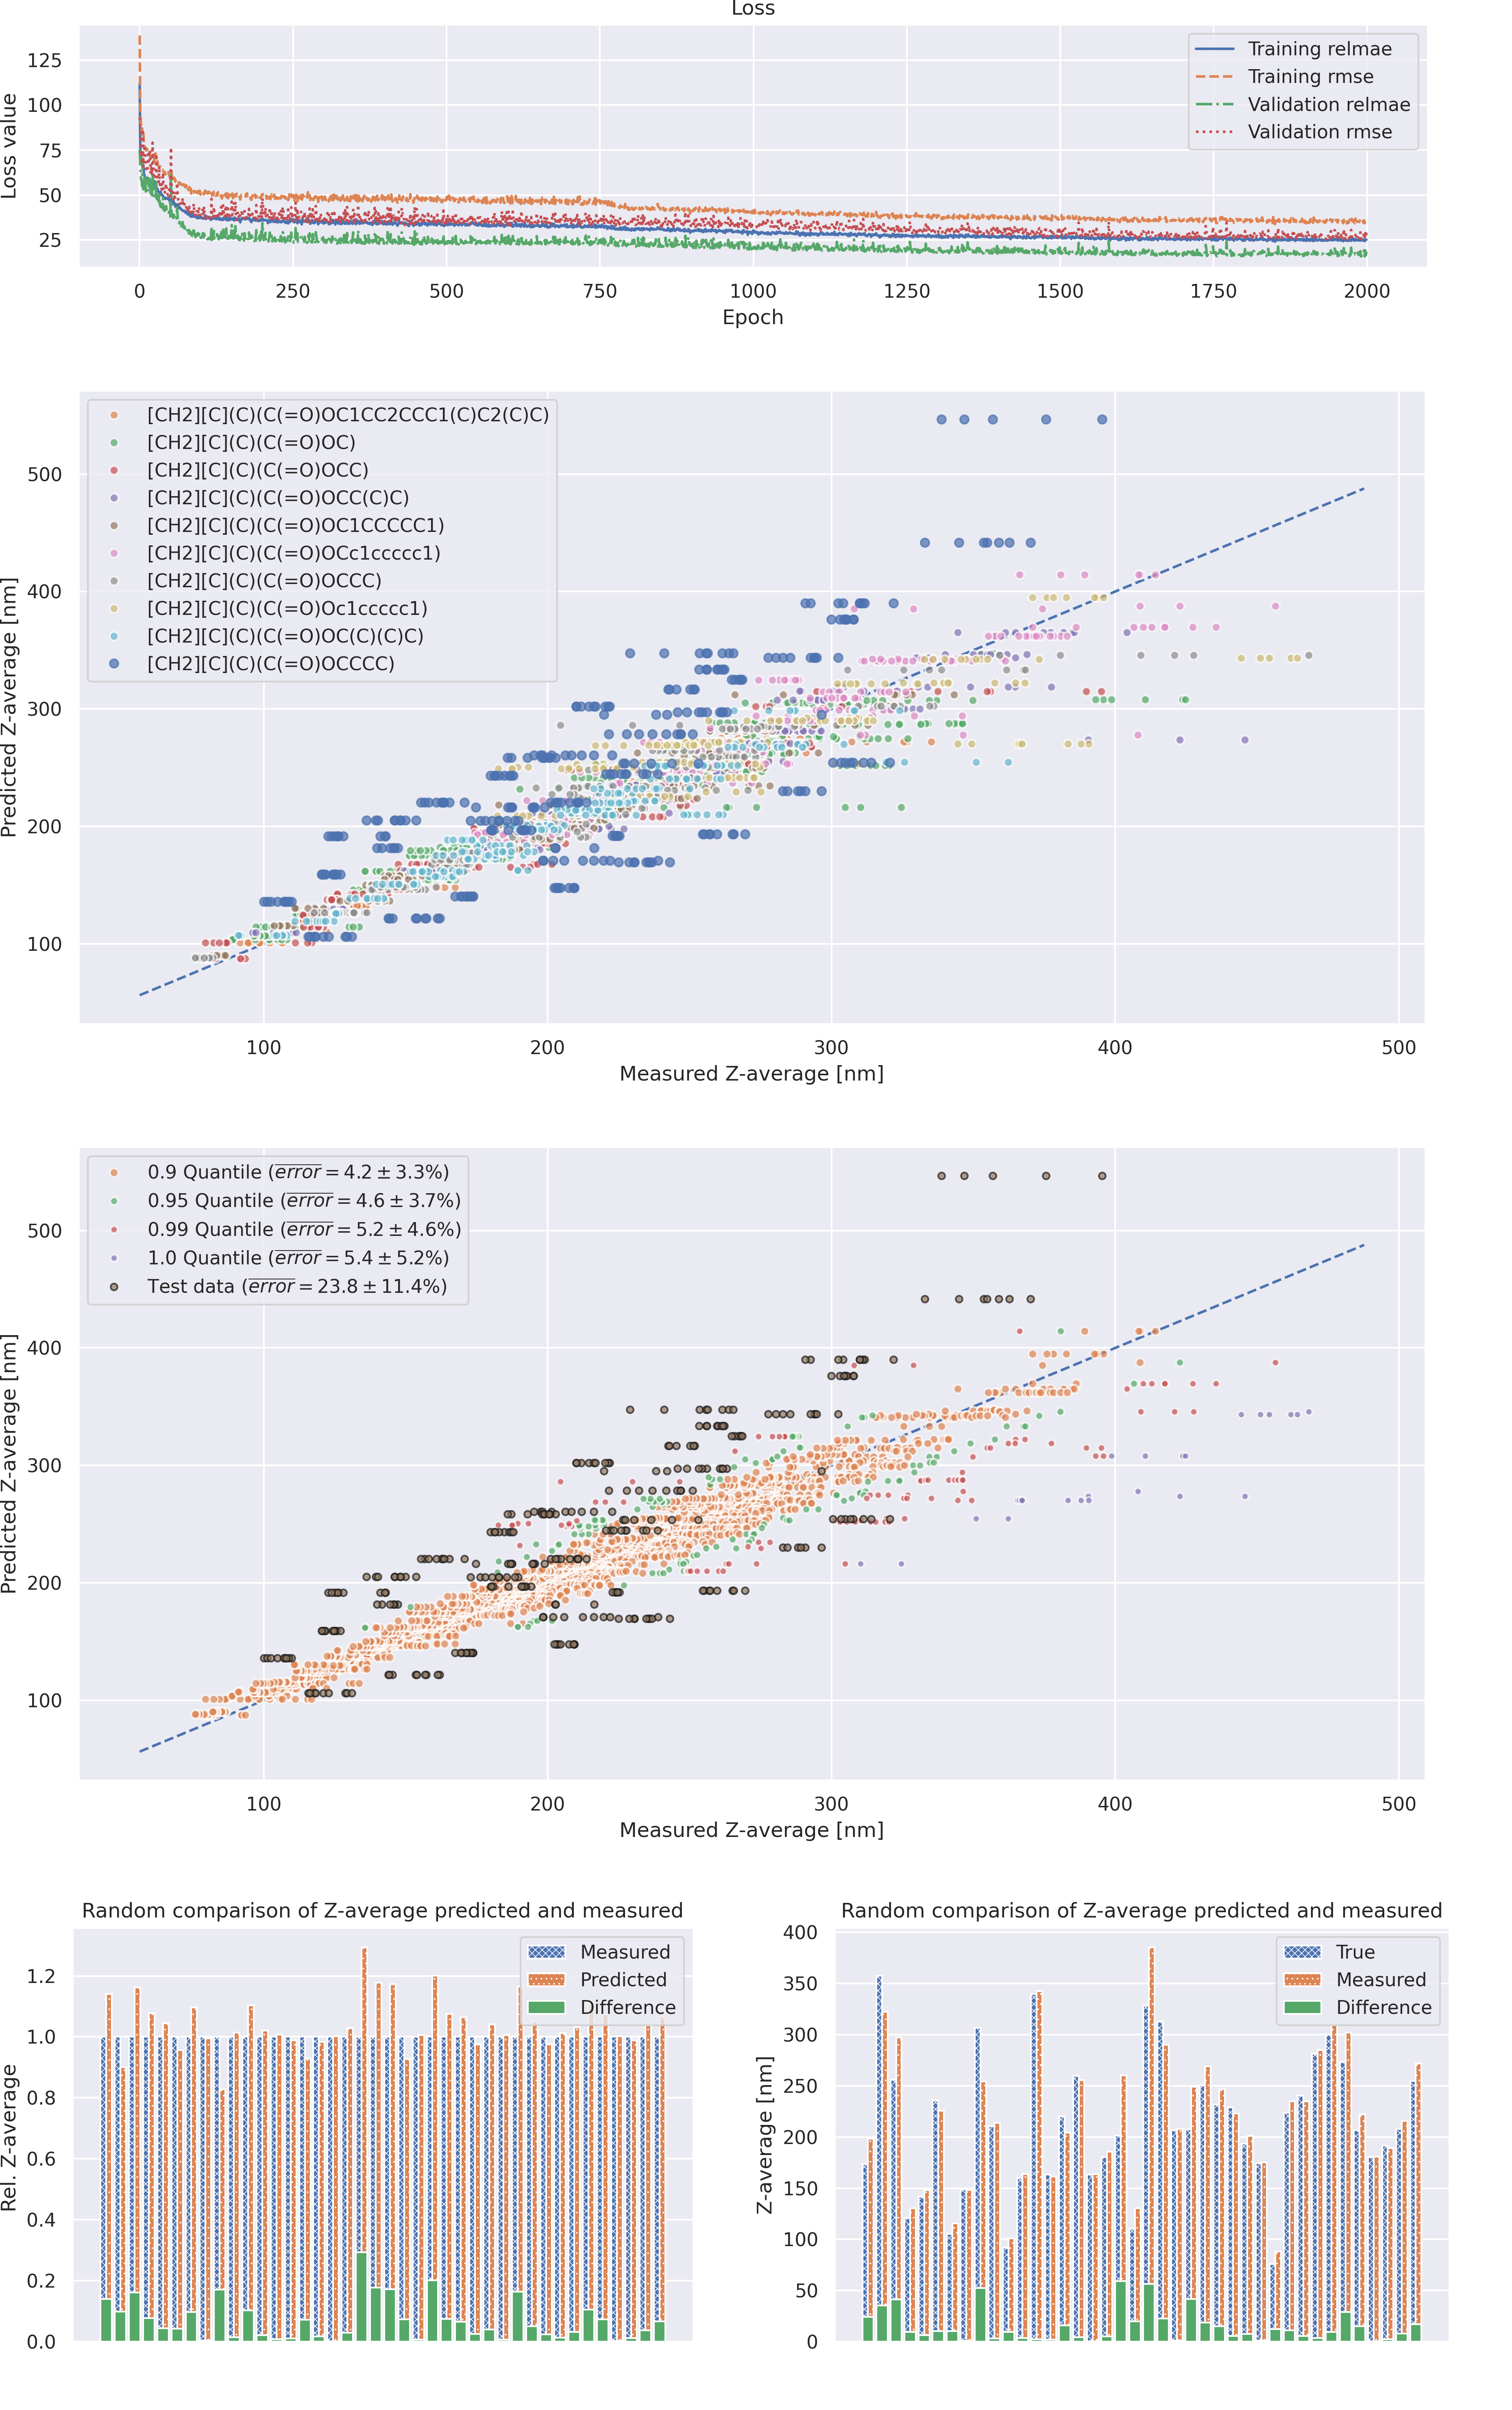 Loss
Loss value
125
100
75
50
25
Training relmae
Training rmse
Validation relmae
Validation rmse
0 250 500 750 1000 1250 1500 1750 2000
Epoch
Predicted Z-average [nm]
500
400
300
200
100
[CH2][C](C)(C(=O)OC1CC2CCC1(C)C2(C)C)
[CH2][C](C)(C(=O)OC)
[CH2][C](C)(C(=O)OCC)
[CH2][C](C)(C(=O)OCC(C)C)
[CH2][C](C)(C(=O)OC1CCCCC1)
[CH2][C](C)(C(=O)OCc1ccccc1)
[CH2][C](C)(C(=O)OCCC)
[CH2][C](C)(C(=O)Oc1ccccc1)
[CH2][C](C)(C(=O)OC(C)(C)C)
[CH2][C](C)(C(=O)OCCCC)
100 200 300 400 500
Measured Z-average [nm]
Predicted Z-average [nm]
500
400
300
200
100
0.9 Quantile (error = 4.2 ± 3.3%)
0.95 Quantile (error = 4.6 ± 3.7%)
0.99 Quantile (error = 5.2 ± 4.6%)
1.0 Quantile (error = 5.4 ± 5.2%)
Test data (error = 23.8 ± 11.4%)
100 200 300 400 500
Measured Z-average [nm]
Random comparison of Z-average predicted and measured
Rel. Z-average
1.2
1.0
0.8
0.6
0.4
0.2
0.0
Measured
Predicted
Difference
Random comparison of Z-average predicted and measured
Z-average [nm]
400
350
300
250
200
150
100
50
0
True
Measured
Difference